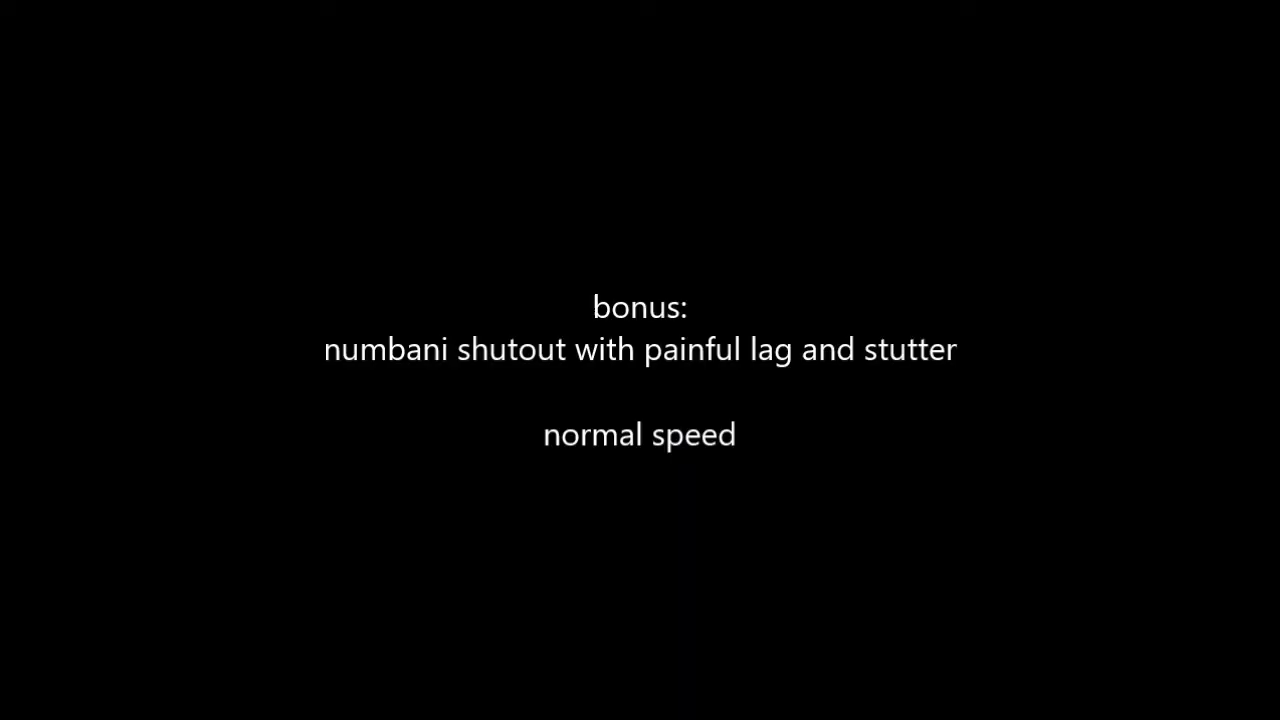 bonus:
numbani shutout with painful lag and stutter
normal speed